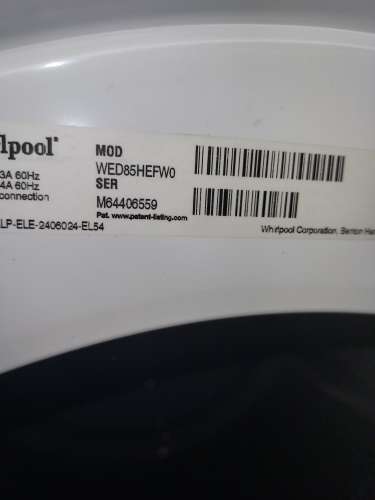 lpool®
MOD
WED85HEFW0
3A 60Hz
SER
4A 60Hz
connection
M64406559
Pat. www.patent-listing.com
LP-ELE-2406024-EL54
Whirlpool Corporation, Benton Har